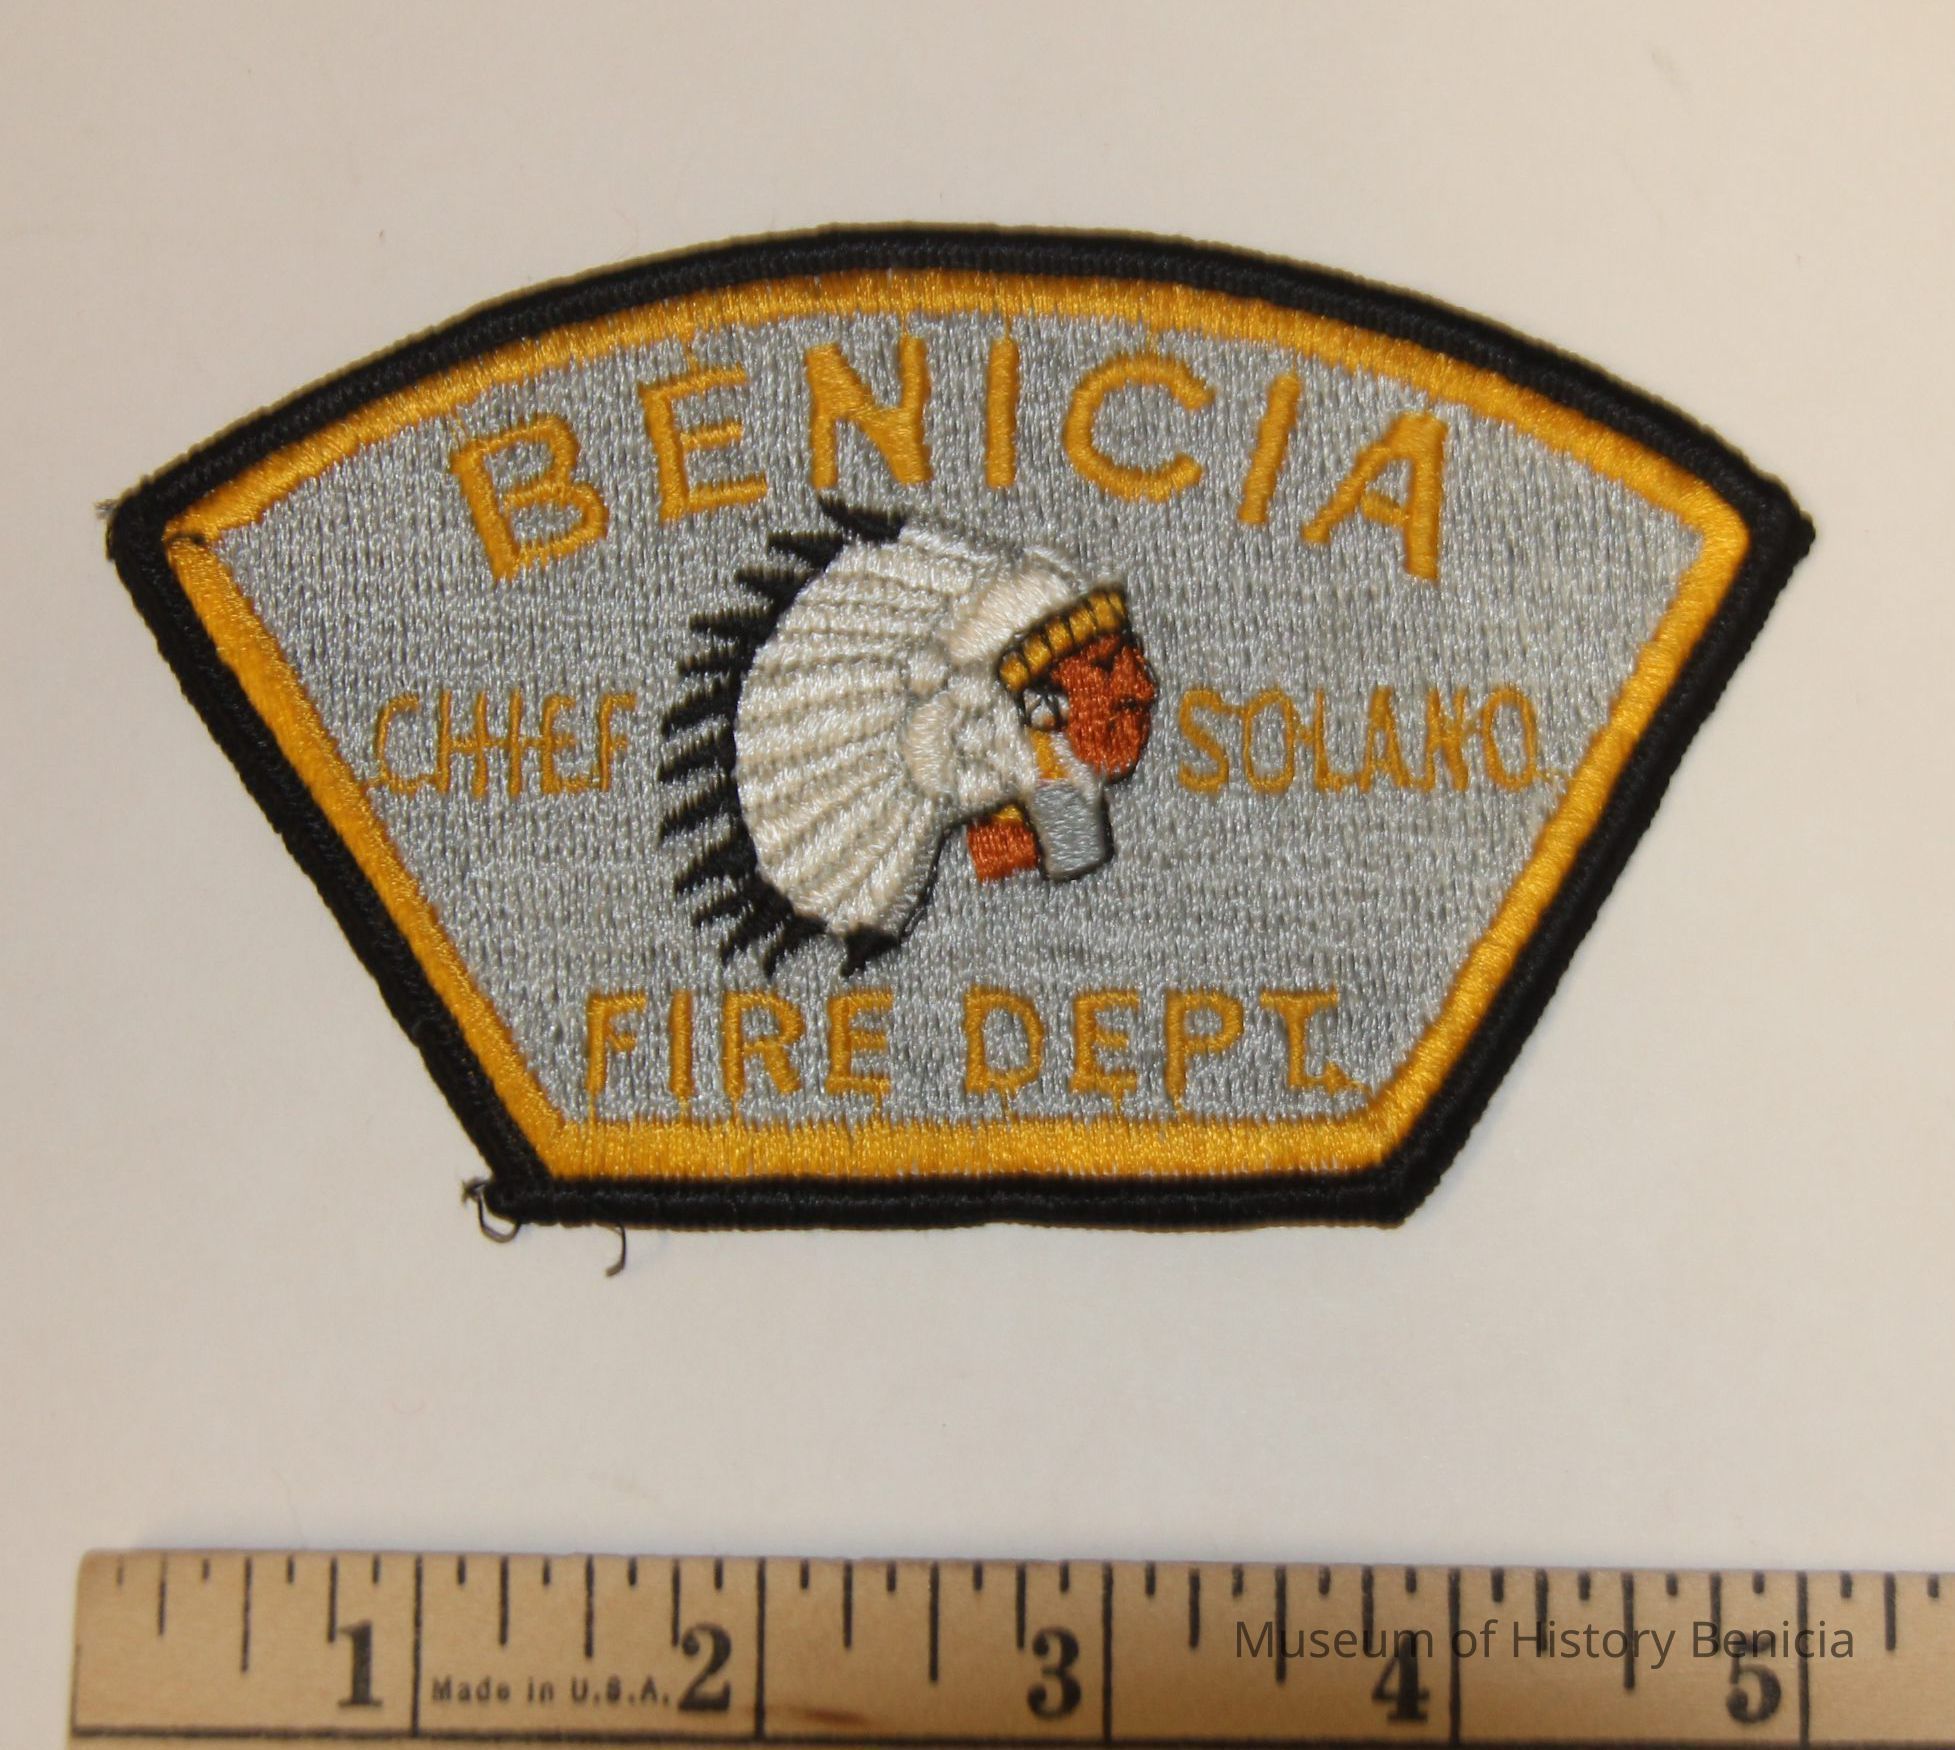 BENICIA
CHIEF SOLANO
FIRE DEPT.
Museum of History Benicia
1 2 3 4 5
Made in U.S.A.